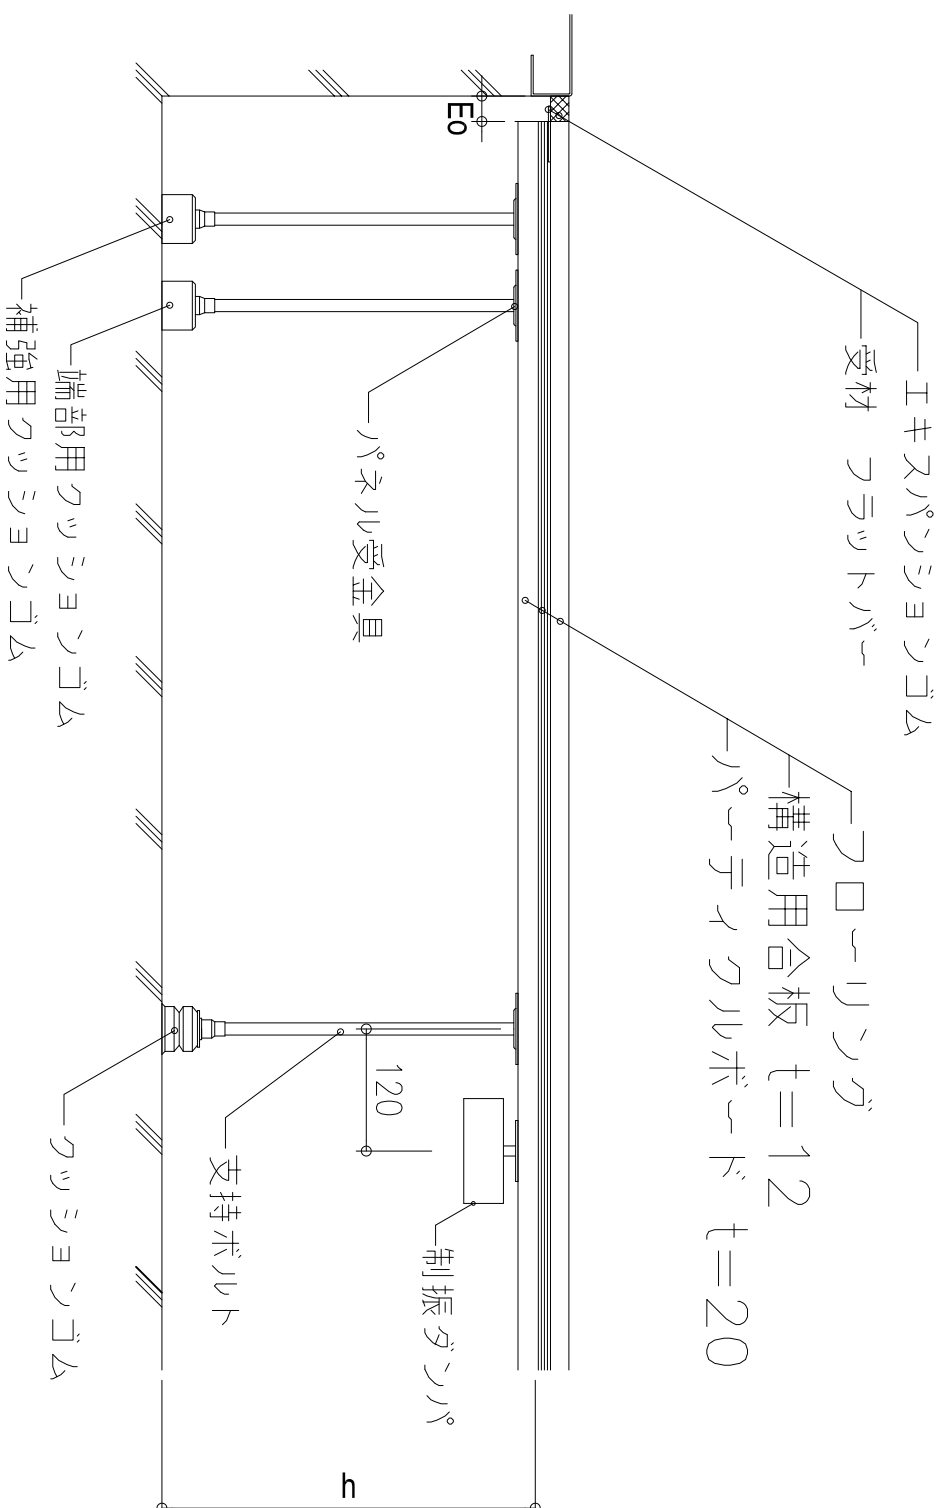 エキスパンションゴム
受材　フラットバー
フローリング
構造用合板　t=12
パーティクルボード　t=20
Eo
パネル受金具
120
制振ダンパ
支持ボルト
h
端部用クッションゴム
補強用クッションゴム
クッションゴム